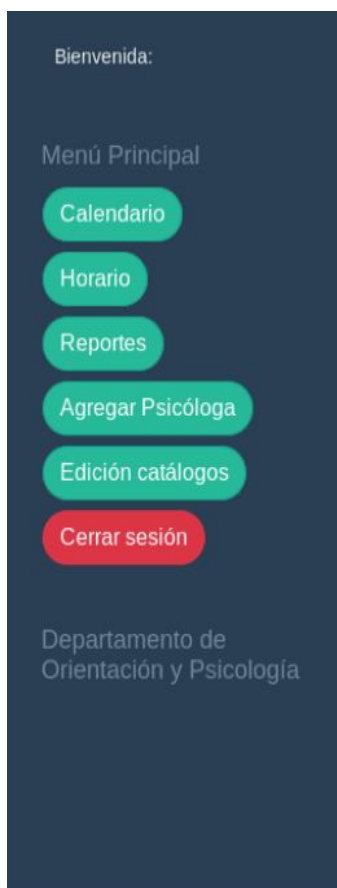 Bienvenida:
Menú Principal
Calendario
Horario
Reportes
Agregar Psicóloga
Edición catálogos
Cerrar sesión
Departamento de
Orientación y Psicología